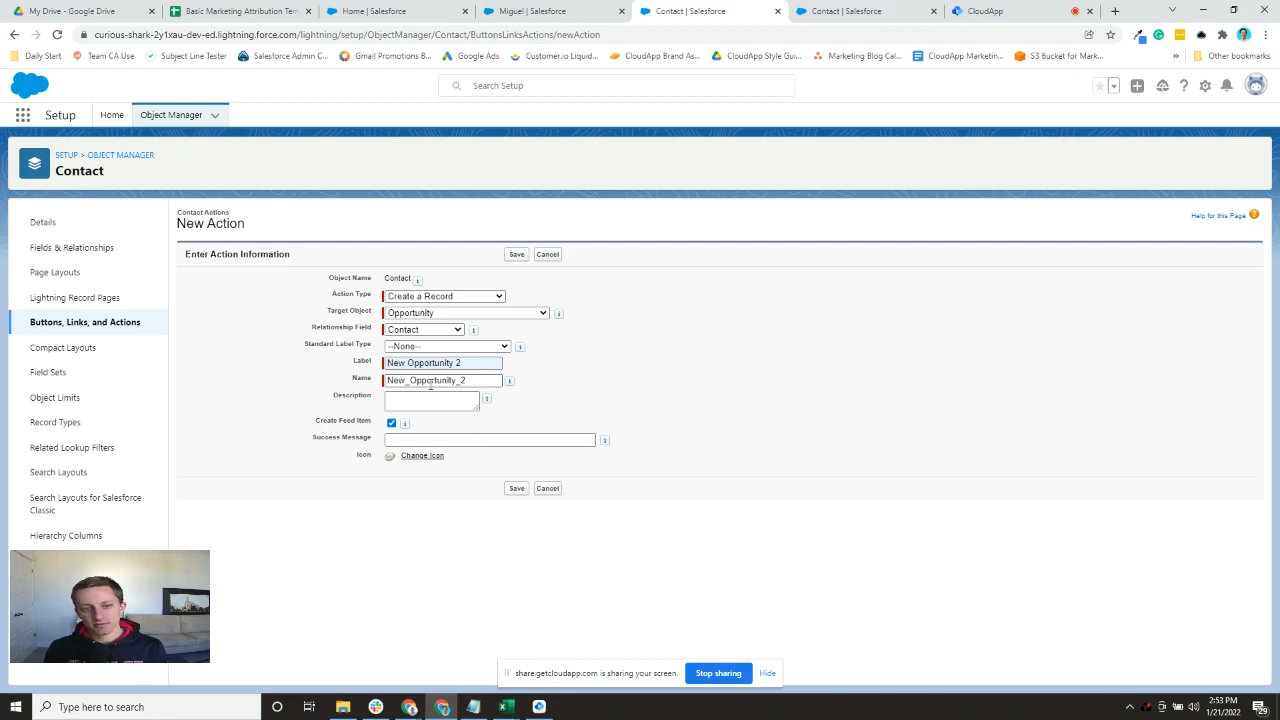 My Drive - Google Drive
Basic Marketing Attribution Tem
Home | Salesforce
Miguel | Salesforce
Contact | Salesforce
Contact | Salesforce
CloudApp
curious-shark-2y1xau-dev-ed.lightning.force.com/lightning/setup/ObjectManager/Contact/ButtonsLinksActions/newAction
Daily Start
Team CA Use
Subject Line Tester
Salesforce Admin C...
Gmail Promotions B...
Google Ads
Customer.io Liquid...
CloudApp Brand As...
CloudApp Style Gui...
Marketing Blog Cal...
CloudApp Marketin...
S3 Bucket for Mark...
»
Other bookmarks
Search Setup
Setup
Home
Object Manager
SETUP > OBJECT MANAGER
Contact
Details
Fields & Relationships
Page Layouts
Lightning Record Pages
Buttons, Links, and Actions
Compact Layouts
Field Sets
Object Limits
Record Types
Related Lookup Filters
Search Layouts
Search Layouts for Salesforce
Classic
Hierarchy Columns
Contact Actions
New Action
Help for this Page
Enter Action Information
Save
Cancel
Object Name Contact
Action Type Create a Record
Target Object Opportunity
Relationship Field Contact
Standard Label Type --None--
Label New Opportunity 2
Name New_Opportunity_2
Description
Create Feed Item
Success Message
Icon Change Icon
Save
Cancel
share.getcloudapp.com is sharing your screen.
Stop sharing
Hide
Type here to search
2:53 PM
1/21/2022
29